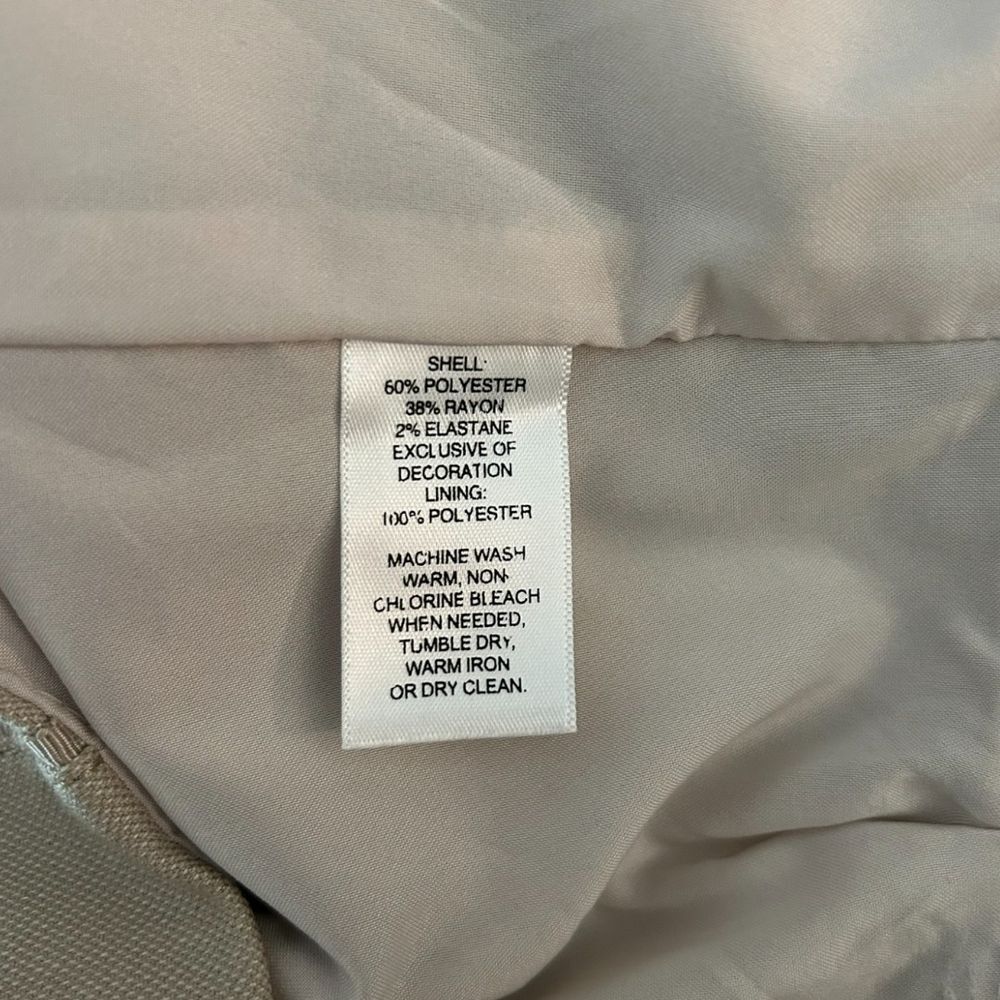 SHELL:
60% POLYESTER
38% RAYON
2% ELASTANE
EXCLUSIVE OF
DECORATION
LINING:
100% POLYESTER
MACHINE WASH
WARM, NON-
CHLORINE BLEACH
WHEN NEEDED,
TUMBLE DRY,
WARM IRON
OR DRY CLEAN.